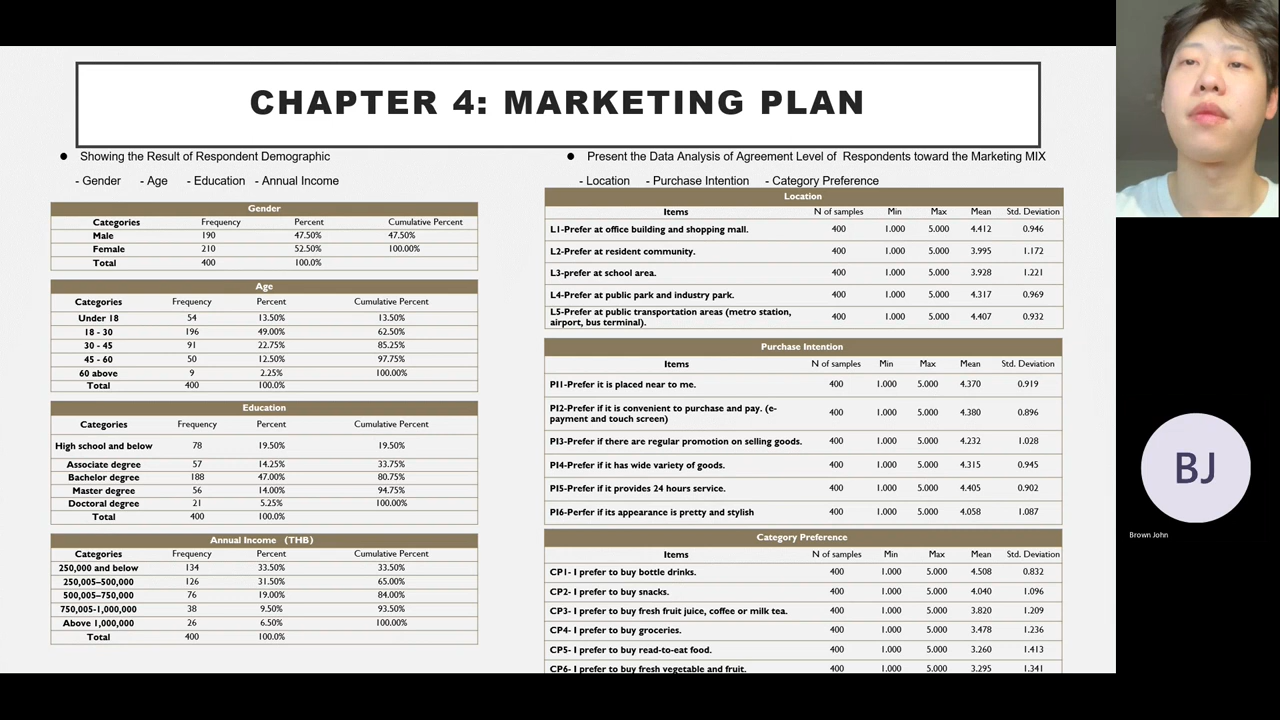 CHAPTER 4: MARKETING PLAN
● Showing the Result of Respondent Demographic
- Gender - Age - Education - Annual Income
Gender
Categories Frequency Percent Cumulative Percent
Male 190 47.50% 47.50%
Female 210 52.50% 100.00%
Total 400 100.0%
Age
Categories Frequency Percent Cumulative Percent
Under 18 54 13.50% 13.50%
18 - 30 196 49.00% 62.50%
30 - 45 91 22.75% 85.25%
45 - 60 50 12.50% 97.75%
60 above 9 2.25% 100.00%
Total 400 100.0%
Education
Categories Frequency Percent Cumulative Percent
High school and below 78 19.50% 19.50%
Associate degree 57 14.25% 33.75%
Bachelor degree 188 47.00% 80.75%
Master degree 56 14.00% 94.75%
Doctoral degree 21 5.25% 100.00%
Total 400 100.0%
Annual Income (THB)
Categories Frequency Percent Cumulative Percent
250,000 and below 134 33.50% 33.50%
250,005–500,000 126 31.50% 65.00%
500,005–750,000 76 19.00% 84.00%
750,005-1,000,000 38 9.50% 93.50%
Above 1,000,000 26 6.50% 100.00%
Total 400 100.0%
● Present the Data Analysis of Agreement Level of Respondents toward the Marketing MIX
- Location - Purchase Intention - Category Preference
Location
Items N of samples Min Max Mean Std. Deviation
L1-Prefer at office building and shopping mall. 400 1.000 5.000 4.412 0.946
L2-Prefer at resident community. 400 1.000 5.000 3.995 1.172
L3-prefer at school area. 400 1.000 5.000 3.928 1.221
L4-Prefer at public park and industry park. 400 1.000 5.000 4.317 0.969
L5-Prefer at public transportation areas (metro station,
airport, bus terminal). 400 1.000 5.000 4.407 0.932
Purchase Intention
Items N of samples Min Max Mean Std. Deviation
PI1-Prefer it is placed near to me. 400 1.000 5.000 4.370 0.919
PI2-Prefer if it is convenient to purchase and pay. (e-
payment and touch screen) 400 1.000 5.000 4.380 0.896
PI3-Prefer if there are regular promotion on selling goods. 400 1.000 5.000 4.232 1.028
PI4-Prefer if it has wide variety of goods. 400 1.000 5.000 4.315 0.945
PI5-Prefer if it provides 24 hours service. 400 1.000 5.000 4.405 0.902
PI6-Perfer if its appearance is pretty and stylish 400 1.000 5.000 4.058 1.087
Category Preference
Items N of samples Min Max Mean Std. Deviation
CP1- I prefer to buy bottle drinks. 400 1.000 5.000 4.508 0.832
CP2- I prefer to buy snacks. 400 1.000 5.000 4.040 1.096
CP3- I prefer to buy fresh fruit juice, coffee or milk tea. 400 1.000 5.000 3.820 1.209
CP4- I prefer to buy groceries. 400 1.000 5.000 3.478 1.236
CP5- I prefer to buy read-to-eat food. 400 1.000 5.000 3.260 1.413
CP6- I prefer to buy fresh vegetable and fruit. 400 1.000 5.000 3.295 1.341
BJ
Brown John